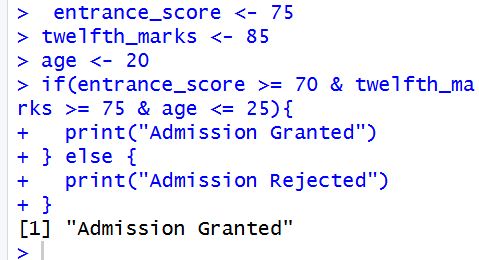 >  entrance_score <- 75
> twelfth_marks <- 85
> age <- 20
> if(entrance_score >= 70 & twelfth_ma
rks >= 75 & age <= 25){
+   print("Admission Granted")
+ } else {
+   print("Admission Rejected")
+ }
[1] "Admission Granted"
>